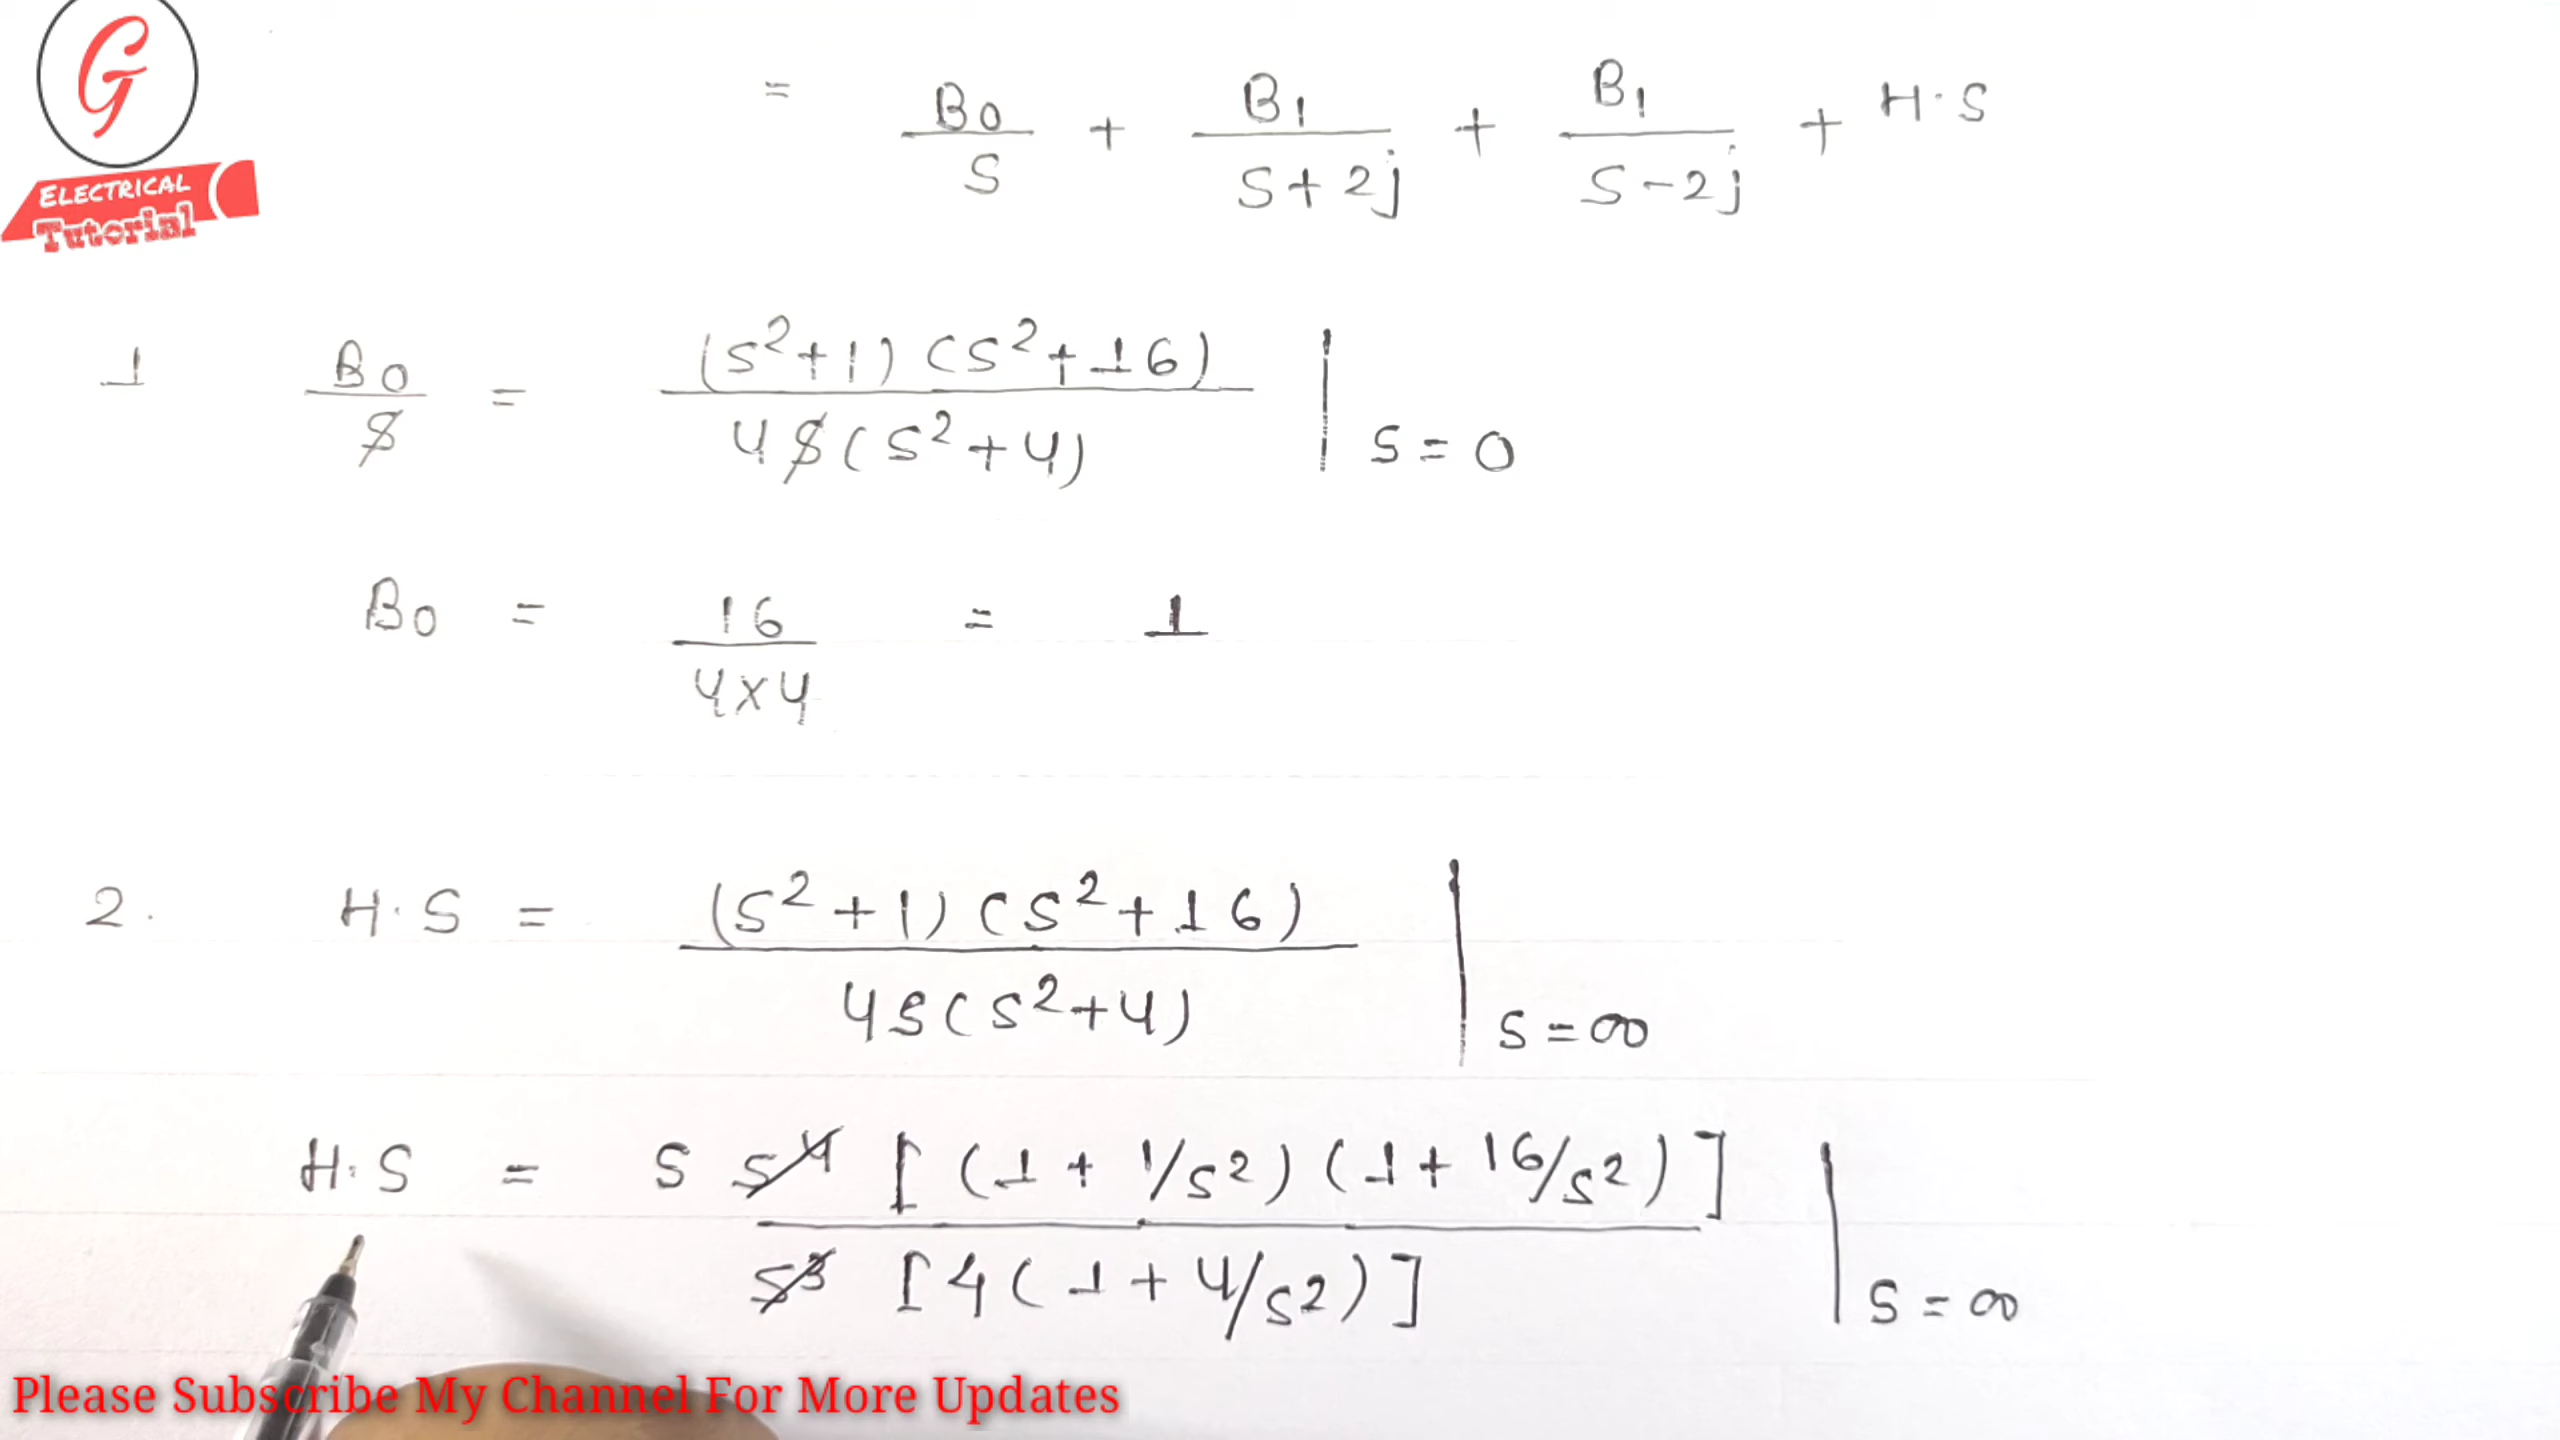 G
ELECTRICAL
Tutorial
= B0/S + B1/(S+2j) + B1/(S-2j) + H·S
1 B0/S = (S²+1)(S²+16) / 4S(S²+4) | S=0
B0 = 16/(4×4) = 1
2. H·S = (S²+1)(S²+16) / 4S(S²+4) | S=∞
H·S = S S⁴ [(1+1/S²)(1+16/S²)] / S³ [4(1+4/S²)] | S=∞
Please Subscribe My Channel For More Updates